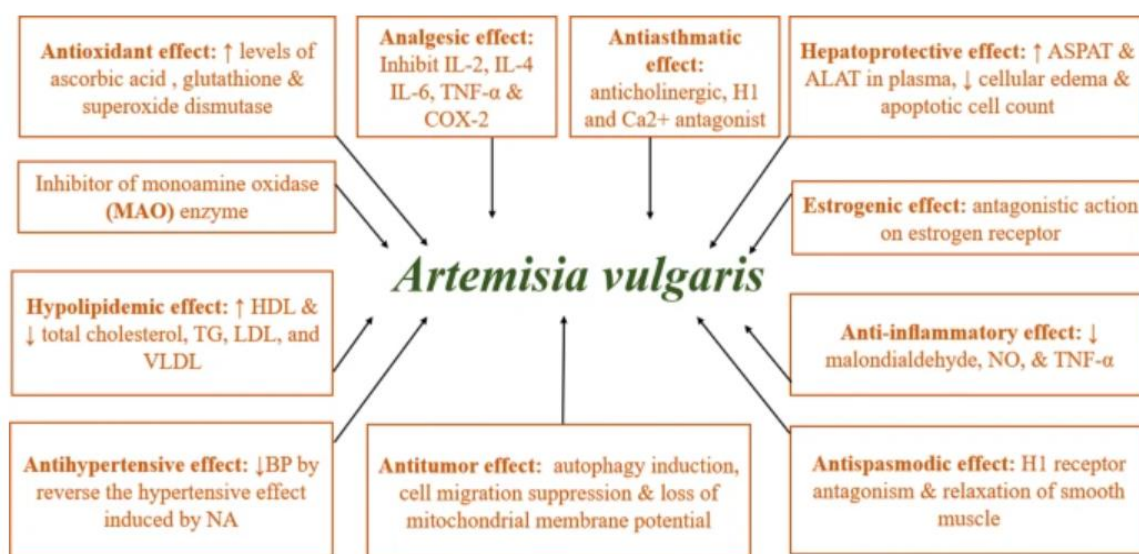 Antioxidant effect: ↑ levels of
ascorbic acid , glutathione &
superoxide dismutase
Analgesic effect:
Inhibit IL-2, IL-4
IL-6, TNF-α &
COX-2
Antiasthmatic
effect:
anticholinergic, H1
and Ca2+ antagonist
Hepatoprotective effect: ↑ ASPAT &
ALAT in plasma, ↓ cellular edema &
apoptotic cell count
Inhibitor of monoamine oxidase
(MAO) enzyme
Estrogenic effect: antagonistic action
on estrogen receptor
Artemisia vulgaris
Hypolipidemic effect: ↑ HDL &
↓ total cholesterol, TG, LDL, and
VLDL
Anti-inflammatory effect: ↓
malondialdehyde, NO, & TNF-α
Antihypertensive effect: ↓BP by
reverse the hypertensive effect
induced by NA
Antitumor effect: autophagy induction,
cell migration suppression & loss of
mitochondrial membrane potential
Antispasmodic effect: H1 receptor
antagonism & relaxation of smooth
muscle